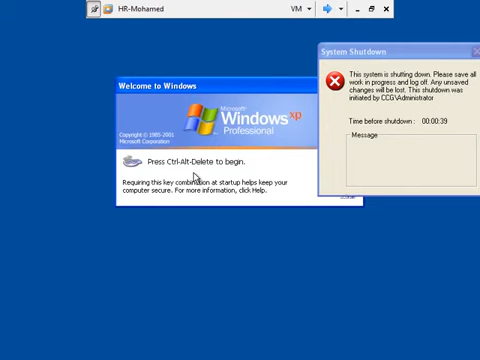 HR-Mohamed
VM
System Shutdown
This system is shutting down. Please save all
work in progress and log off. Any unsaved
changes will be lost. This shutdown was
initiated by CCG\Administrator
Time before shutdown : 00:00:39
Message
Welcome to Windows
Microsoft
Windows xp
Professional
Copyright © 1985-2001
Microsoft Corporation
Press Ctrl-Alt-Delete to begin.
Requiring this key combination at startup helps keep your
computer secure. For more information, click Help.